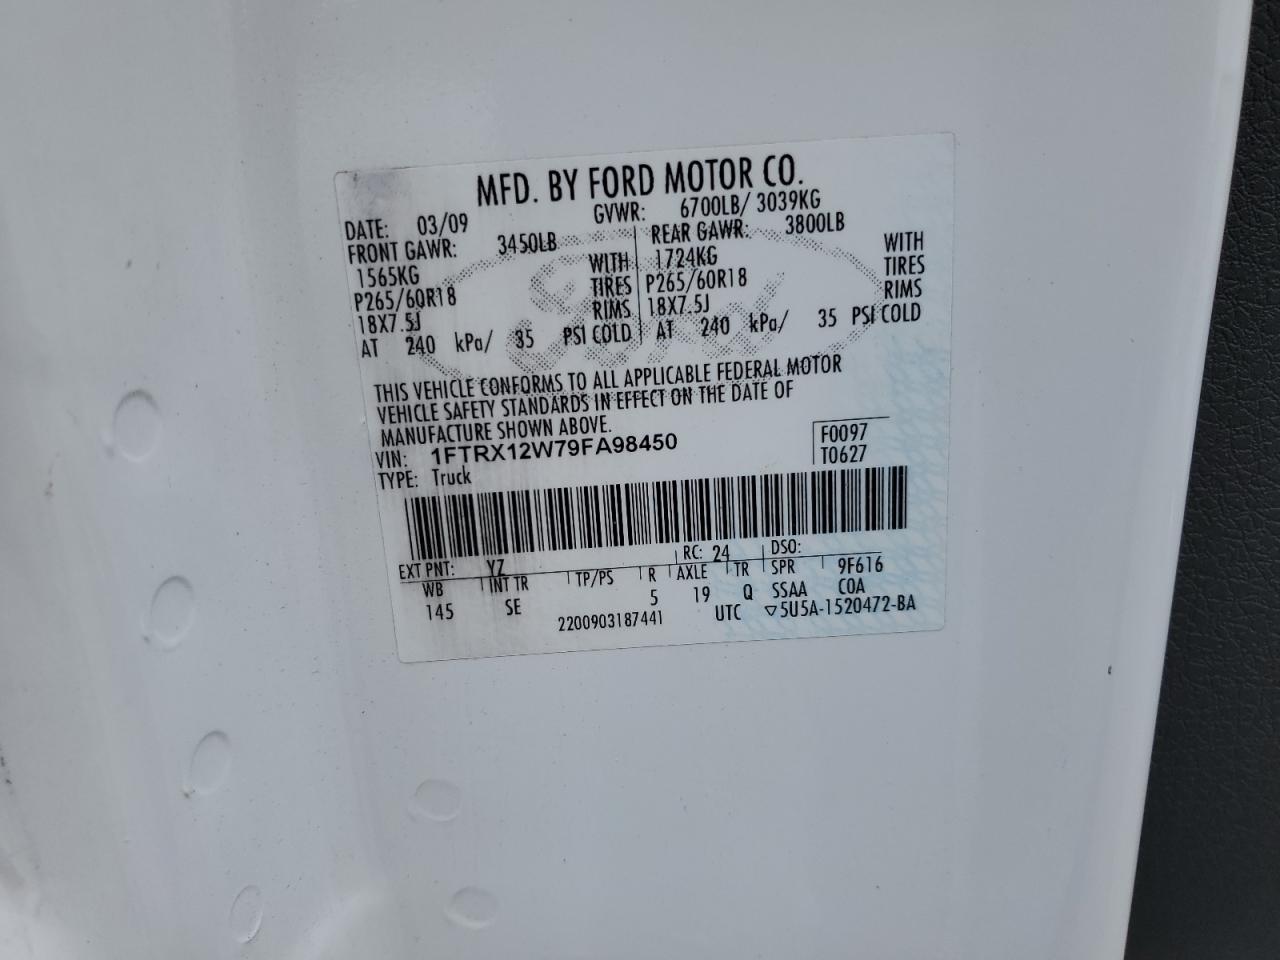 MFD. BY FORD MOTOR CO.
DATE: 03/09 GVWR: 6700LB/ 3039KG
FRONT GAWR: 3450LB REAR GAWR: 3800LB
1565KG WITH 1724KG WITH
P265/60R18 TIRES P265/60R18 TIRES
18X7.5J RIMS 18X7.5J RIMS
AT 240 kPa/ 35 PSI COLD AT 240 kPa/ 35 PSI COLD
Ford
THIS VEHICLE CONFORMS TO ALL APPLICABLE FEDERAL MOTOR
VEHICLE SAFETY STANDARDS IN EFFECT ON THE DATE OF
MANUFACTURE SHOWN ABOVE.
VIN: 1FTRX12W79FA98450 F0097
TYPE: Truck T0627
EXT PNT: YZ RC: 24 DSO:
WB INT TR TP/PS R AXLE TR SPR 9F616
145 SE 5 19 Q SSAA COA
2200903187441 UTC ▽5U5A-1520472-BA